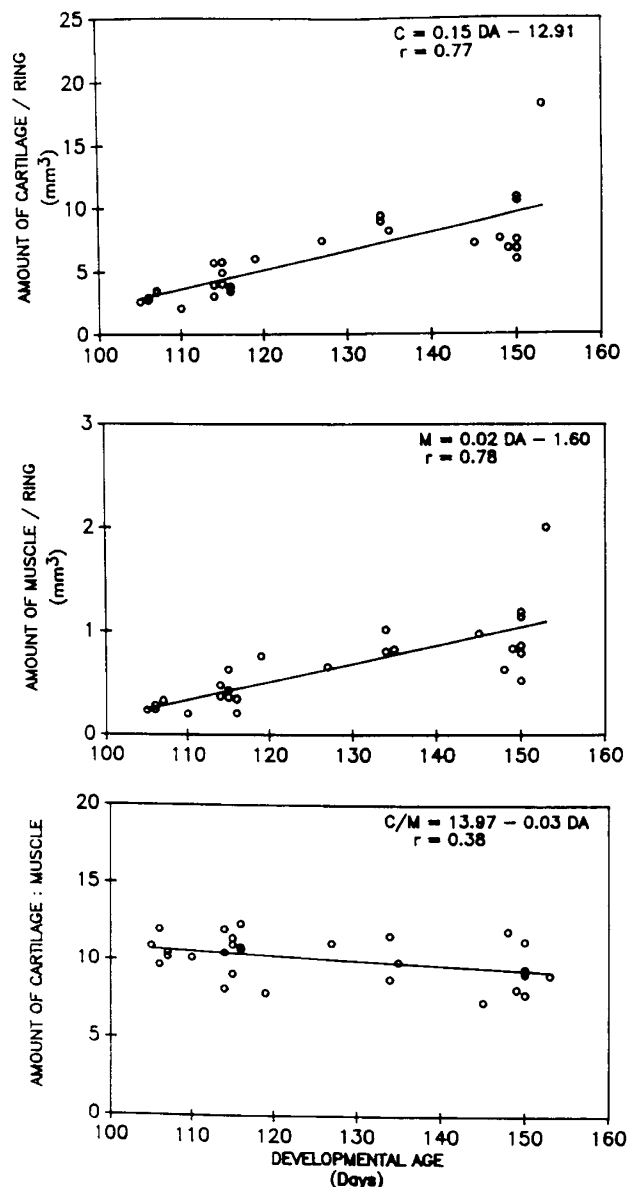 C = 0.15 DA − 12.91
r = 0.77
AMOUNT OF CARTILAGE / RING
(mm³)
25
20
15
10
5
0
100 110 120 130 140 150 160
M = 0.02 DA − 1.60
r = 0.78
AMOUNT OF MUSCLE / RING
(mm³)
3
2
1
0
100 110 120 130 140 150 160
C/M = 13.97 − 0.03 DA
r = 0.38
AMOUNT OF CARTILAGE : MUSCLE
20
15
10
5
0
100 110 120 130 140 150 160
DEVELOPMENTAL AGE
(Days)